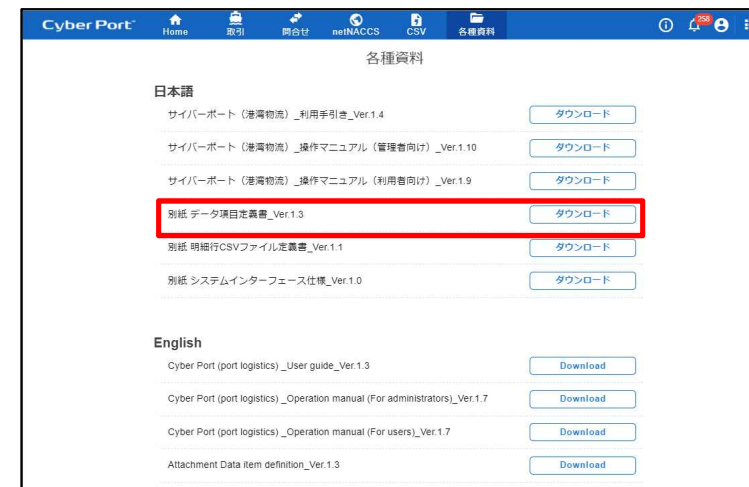 Cyber Port
Home
取引
問合せ
netNACCS
CSV
各種資料
258
各種資料
日本語
サイバーポート（港湾物流）_利用手引き_Ver.1.4 ダウンロード
サイバーポート（港湾物流）_操作マニュアル（管理者向け）_Ver.1.10 ダウンロード
サイバーポート（港湾物流）_操作マニュアル（利用者向け）_Ver.1.9 ダウンロード
別紙 データ項目定義書_Ver.1.3 ダウンロード
別紙 明細行CSVファイル定義書_Ver.1.1 ダウンロード
別紙 システムインターフェース仕様_Ver.1.0 ダウンロード
English
Cyber Port (port logistics) _User guide_Ver.1.3 Download
Cyber Port (port logistics) _Operation manual (For administrators)_Ver.1.7 Download
Cyber Port (port logistics) _Operation manual (For users)_Ver.1.7 Download
Attachment Data item definition_Ver.1.3 Download